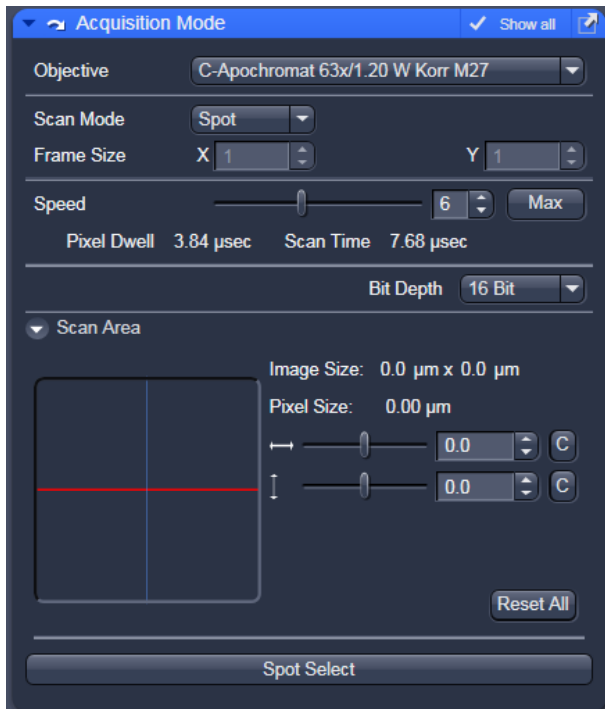 Acquisition Mode Show all
Objective C-Apochromat 63x/1.20 W Korr M27
Scan Mode Spot
Frame Size X 1 Y 1
Speed 6 Max
Pixel Dwell 3.84 µsec Scan Time 7.68 µsec
Bit Depth 16 Bit
Scan Area
Image Size: 0.0 µm x 0.0 µm
Pixel Size: 0.00 µm
0.0 C
0.0 C
Reset All
Spot Select